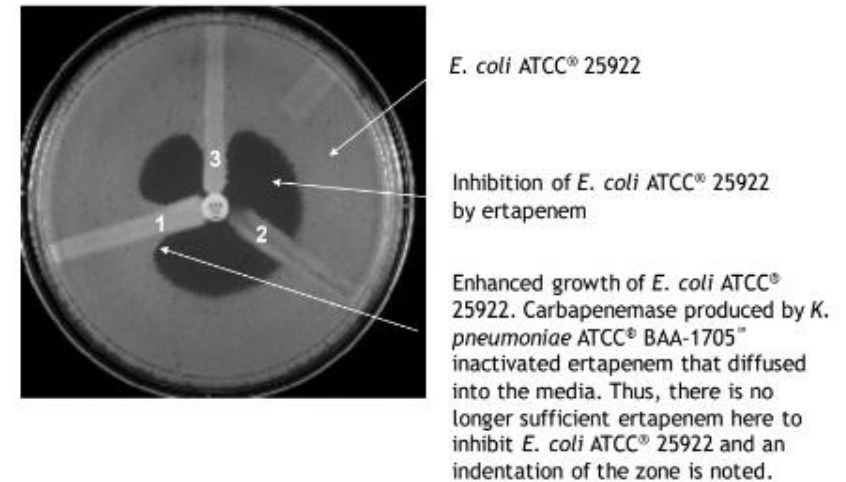 E. coli ATCC® 25922
3
1
2
Inhibition of E. coli ATCC® 25922
by ertapenem
Enhanced growth of E. coli ATCC®
25922. Carbapenemase produced by K.
pneumoniae ATCC® BAA-1705™
inactivated ertapenem that diffused
into the media. Thus, there is no
longer sufficient ertapenem here to
inhibit E. coli ATCC® 25922 and an
indentation of the zone is noted.